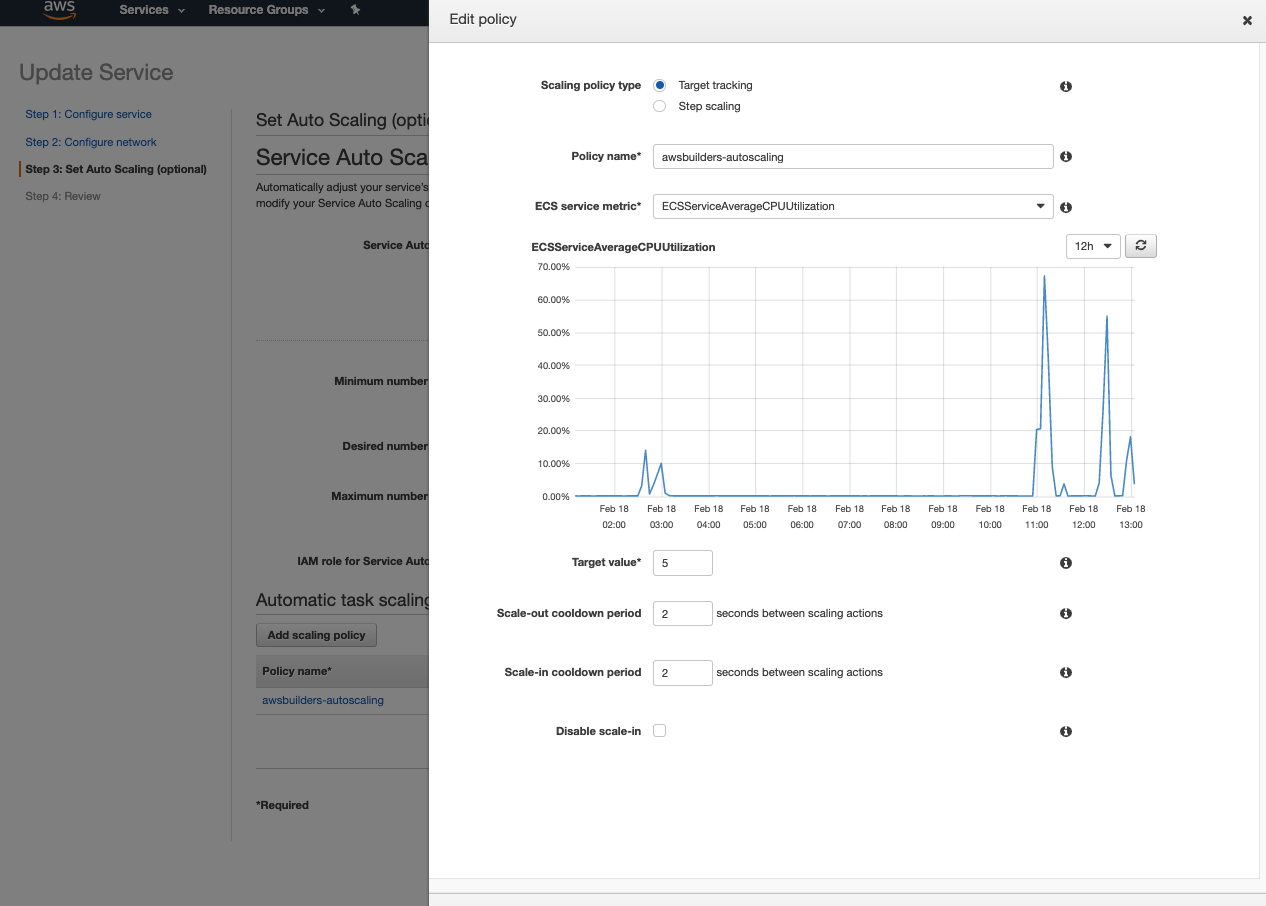 aws
Services
Resource Groups
Edit policy
Update Service
Step 1: Configure service
Step 2: Configure network
Step 3: Set Auto Scaling (optional)
Step 4: Review
Set Auto Scaling (opti
Service Auto Sca
Automatically adjust your service's
modify your Service Auto Scaling
Service Auto
Minimum number
Desired number
Maximum number
IAM role for Service Auto
Automatic task scaling
Add scaling policy
Policy name*
awsbuilders-autoscaling
*Required
Scaling policy type
Target tracking
Step scaling
Policy name*
awsbuilders-autoscaling
ECS service metric*
ECSServiceAverageCPUUtilization
ECSServiceAverageCPUUtilization
12h
70.00%
60.00%
50.00%
40.00%
30.00%
20.00%
10.00%
0.00%
Feb 18 Feb 18 Feb 18 Feb 18 Feb 18 Feb 18 Feb 18 Feb 18 Feb 18 Feb 18 Feb 18 Feb 18
02:00 03:00 04:00 05:00 06:00 07:00 08:00 09:00 10:00 11:00 12:00 13:00
Target value* 5
Scale-out cooldown period 2 seconds between scaling actions
Scale-in cooldown period 2 seconds between scaling actions
Disable scale-in